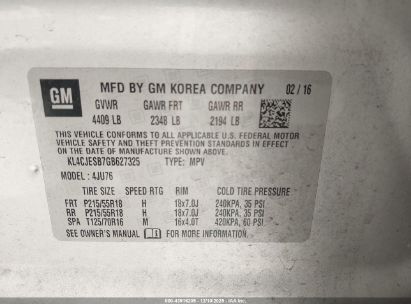 GM
MFD BY GM KOREA COMPANY 02 / 16
GVWR GAWR FRT GAWR RR
4409 LB 2348 LB 2194 LB
THIS VEHICLE CONFORMS TO ALL APPLICABLE U.S. FEDERAL MOTOR
VEHICLE SAFETY AND THEFT PREVENTION STANDARDS IN EFFECT
ON THE DATE OF MANUFACTURE SHOWN ABOVE.
KL4CJESB7GB627325 TYPE: MPV
MODEL : 4JU76
TIRE SIZE SPEED RTG RIM COLD TIRE PRESSURE
FRT P215/55R18 H 18x7.0J 240KPA, 35 PSI
RR P215/55R18 H 18x7.0J 240KPA, 35 PSI
SPA T125/70R16 M 16x4.0T 420KPA, 60 PSI
SEE OWNER'S MANUAL FOR MORE INFORMATION